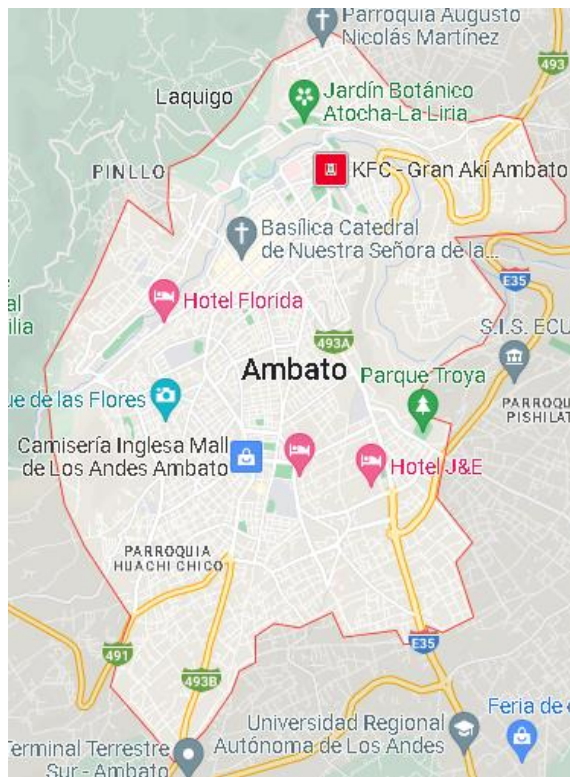 Parroquia Augusto
Nicolás Martínez
493
Laquigo
Jardín Botánico
Atocha-La Liria
PINLLO
KFC - Gran Akí Ambato
Basílica Catedral
de Nuestra Señora de la...
E35
al
ilia
Hotel Florida
493A
S.I.S. ECU
Ambato
Parque Troya
ue de las Flores
PARROQU
PISHILAT
Camisería Inglesa Mall
de Los Andes Ambato
Hotel J&E
PARROQUIA
HUACHI CHICO
E35
491
493B
Feria de
Universidad Regional
Autónoma de Los Andes
Terminal Terrestre
Sur - Ambato